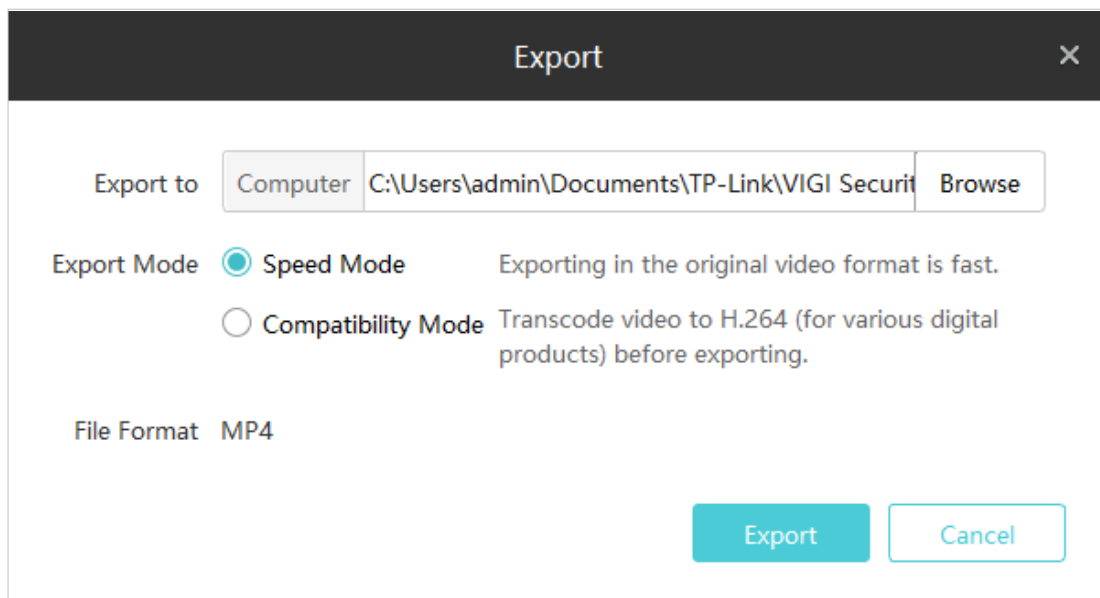 Export
Export to Computer C:\Users\admin\Documents\TP-Link\VIGI Securit Browse
Export Mode Speed Mode Exporting in the original video format is fast.
Compatibility Mode Transcode video to H.264 (for various digital
products) before exporting.
File Format MP4
Export Cancel